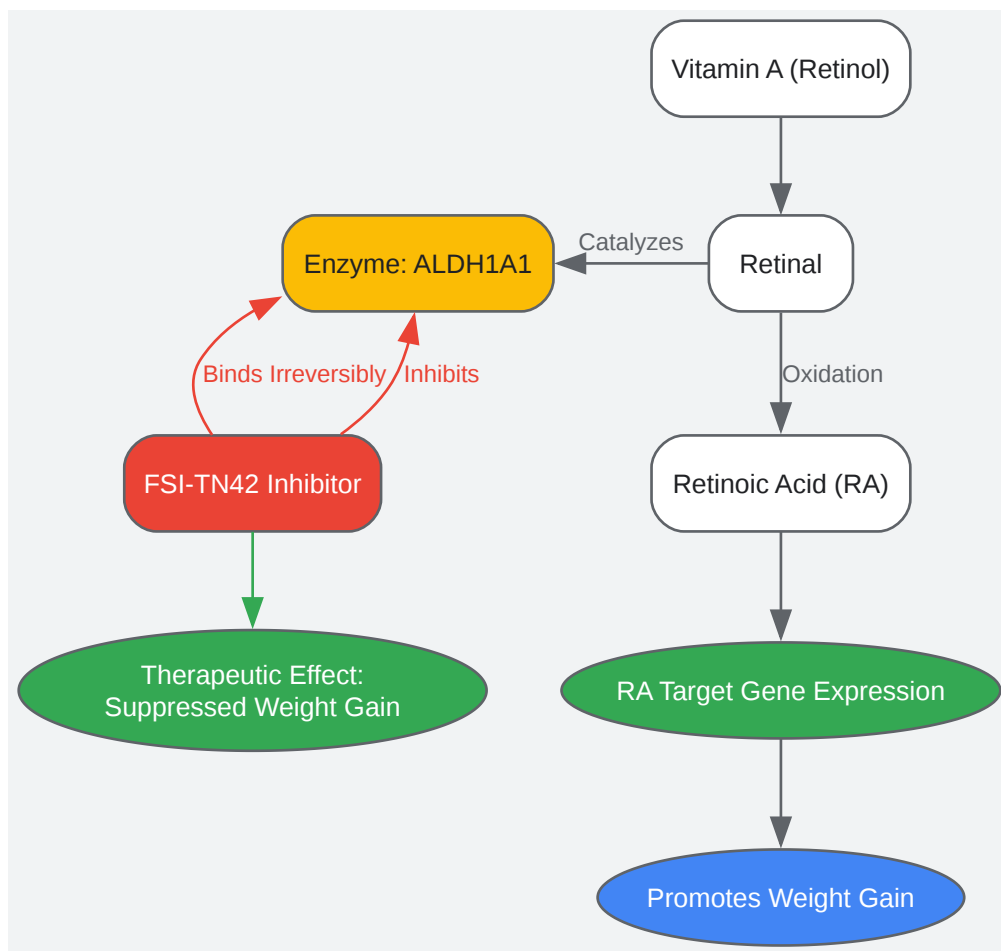 Vitamin A (Retinol)
Catalyzes
Enzyme: ALDH1A1
Retinal
Binds Irreversibly
Inhibits
Oxidation
FSI-TN42 Inhibitor
Retinoic Acid (RA)
Therapeutic Effect:
Suppressed Weight Gain
RA Target Gene Expression
Promotes Weight Gain